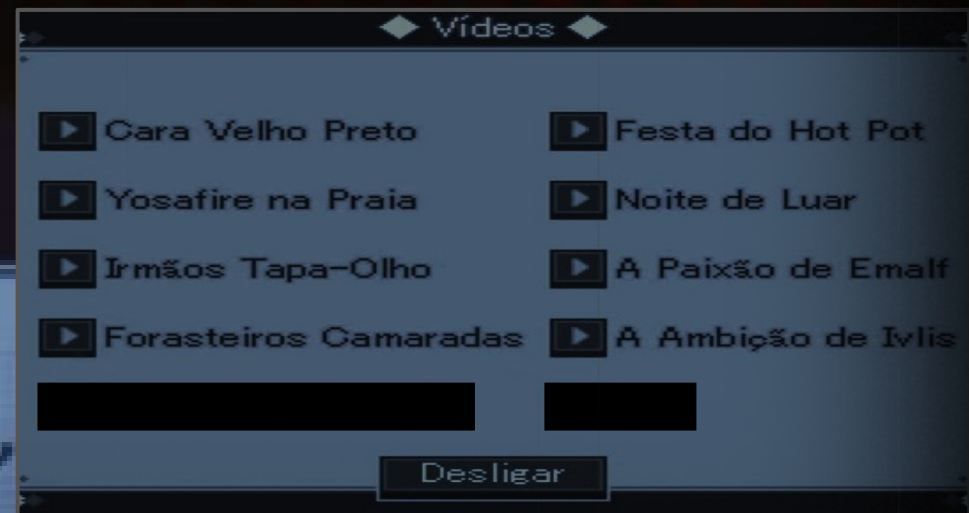 Vídeos
Cara Velho Preto
Festa do Hot Pot
Yosafire na Praia
Noite de Luar
Irmãos Tapa-Olho
A Paixão de Emalf
Forasteiros Camaradas
A Ambição de Ivlis
Desligar